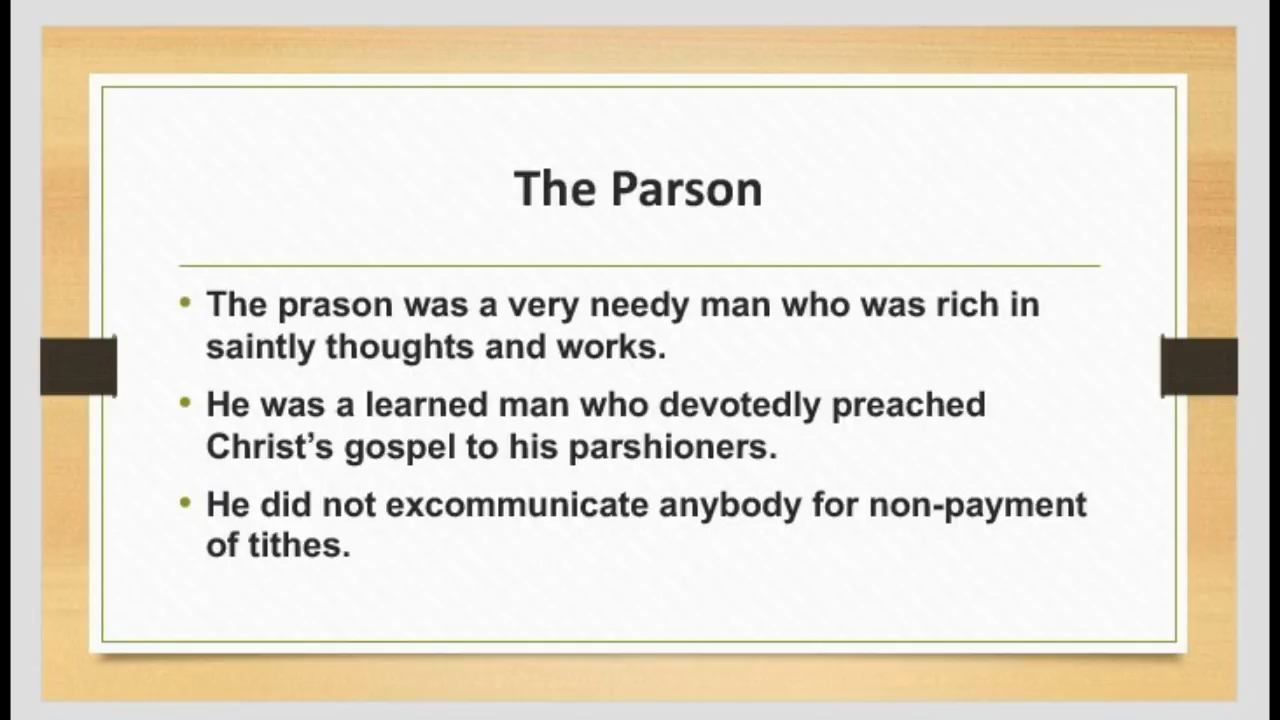 The Parson
• The prason was a very needy man who was rich in
saintly thoughts and works.
• He was a learned man who devotedly preached
Christ’s gospel to his parshioners.
• He did not excommunicate anybody for non-payment
of tithes.